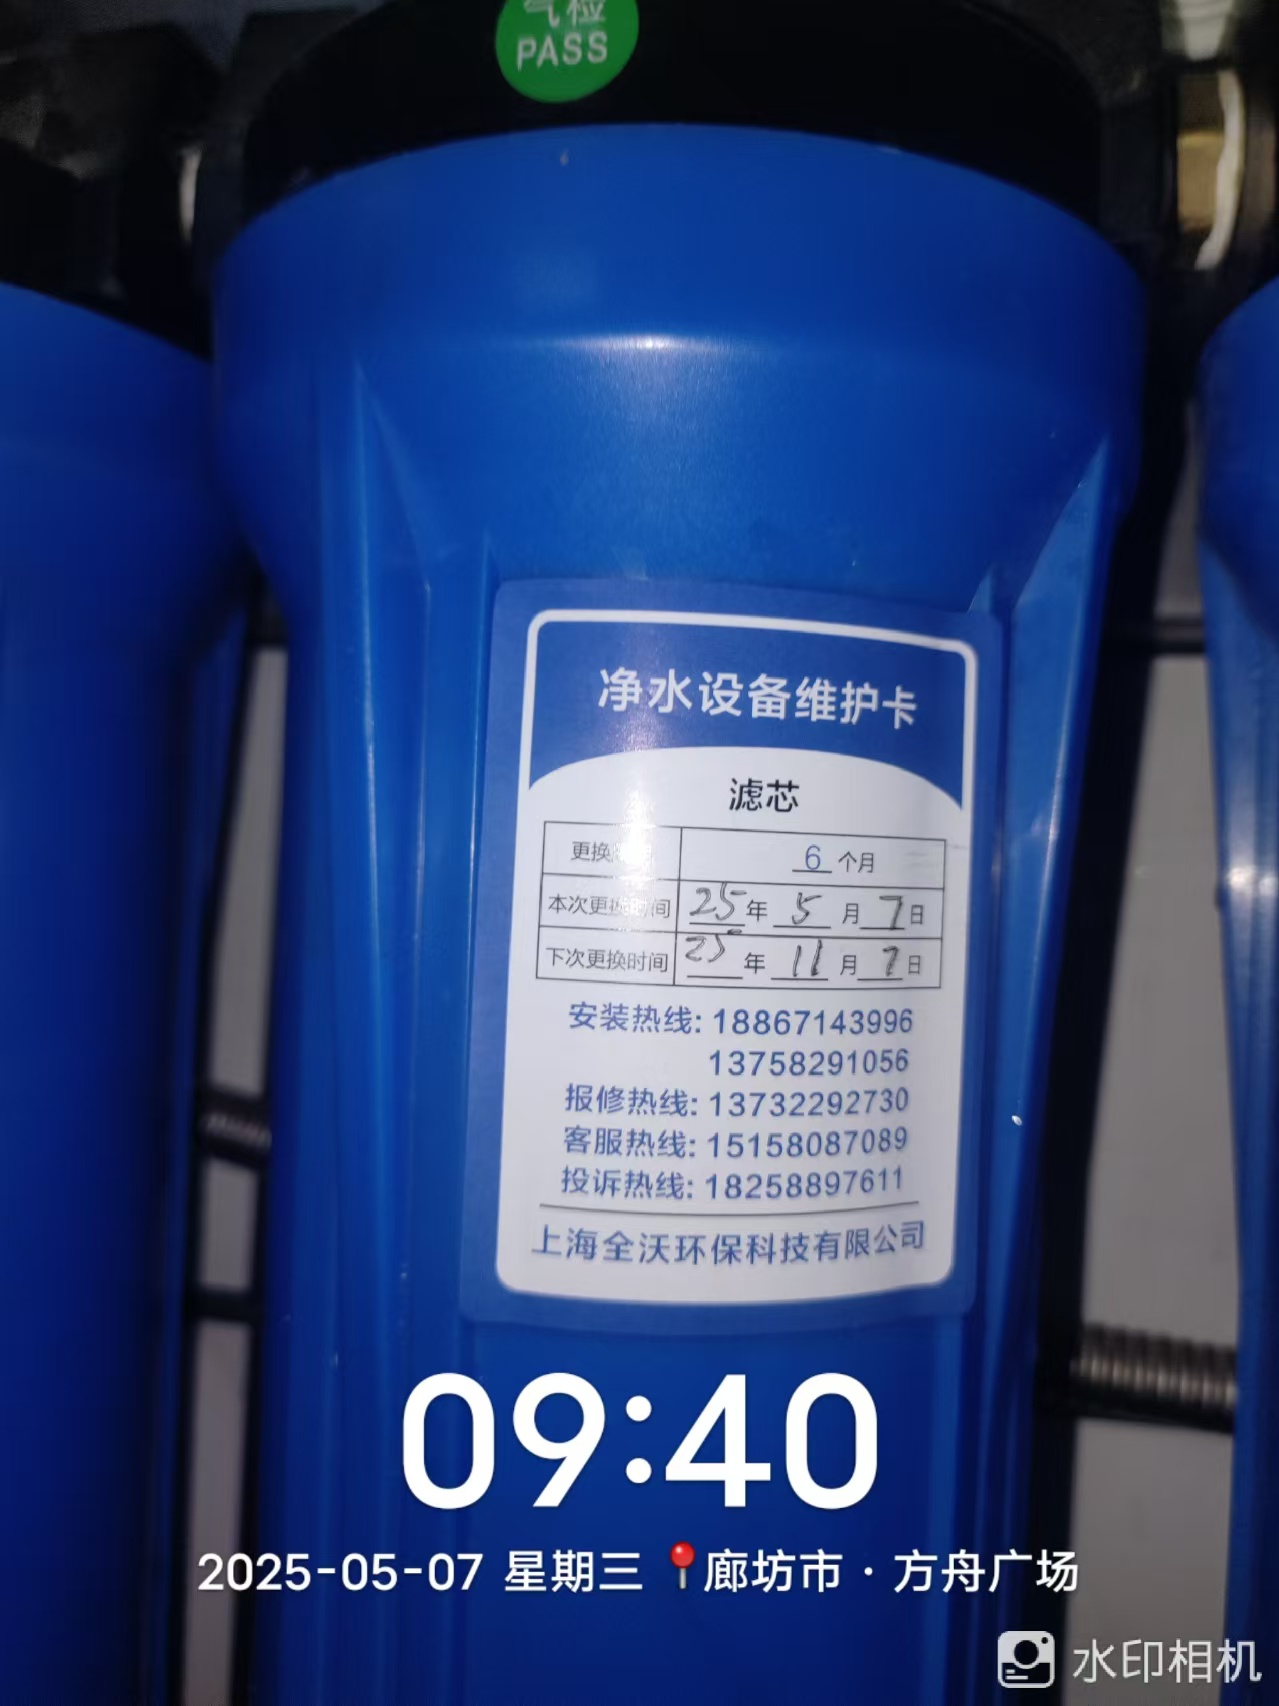 气检
PASS
净水设备维护卡
滤芯
更换 6 个月
本次更换时间 25 年 5 月 7 日
下次更换时间 25 年 11 月 7 日
安装热线: 18867143996
13758291056
报修热线: 13732292730
客服热线: 15158087089
投诉热线: 18258897611
上海全沃环保科技有限公司
09:40
2025-05-07 星期三 廊坊市 · 方舟广场
水印相机